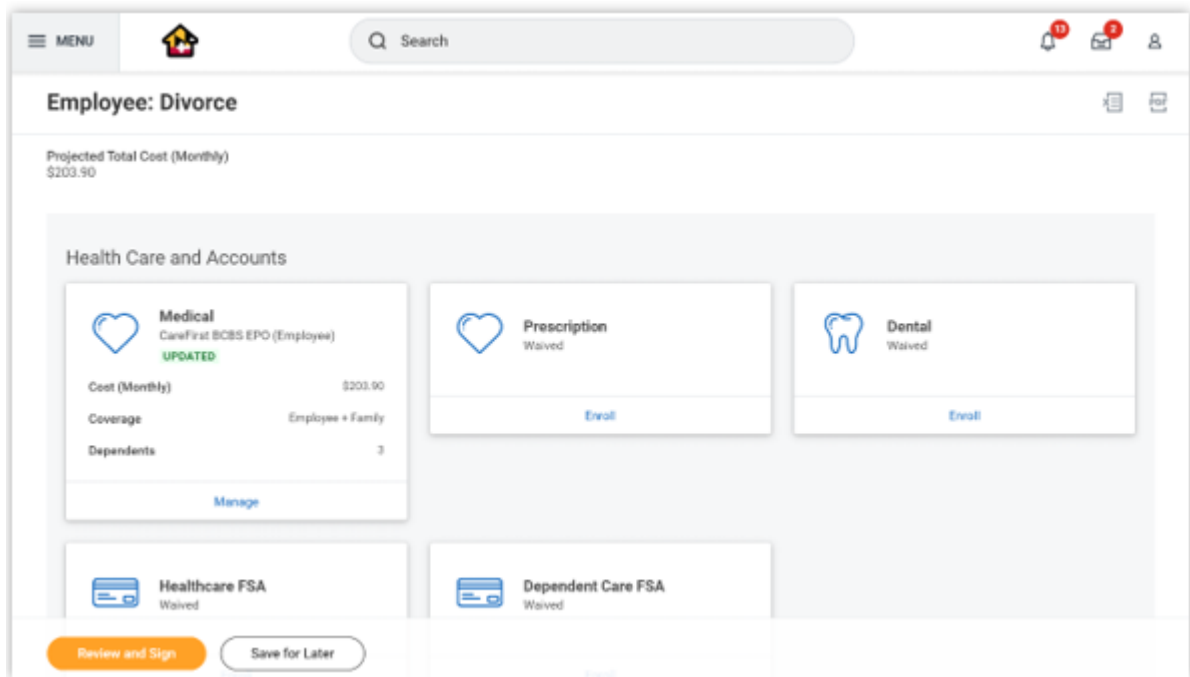 MENU
Search
13
2
Employee: Divorce
PDF
Projected Total Cost (Monthly)
$203.90
Health Care and Accounts
Medical
CareFirst BCBS EPO (Employee)
UPDATED
Cost (Monthly) $203.90
Coverage Employee + Family
Dependents 3
Manage
Prescription
Waived
Enroll
Dental
Waived
Enroll
Healthcare FSA
Waived
Dependent Care FSA
Waived
Review and Sign
Save for Later